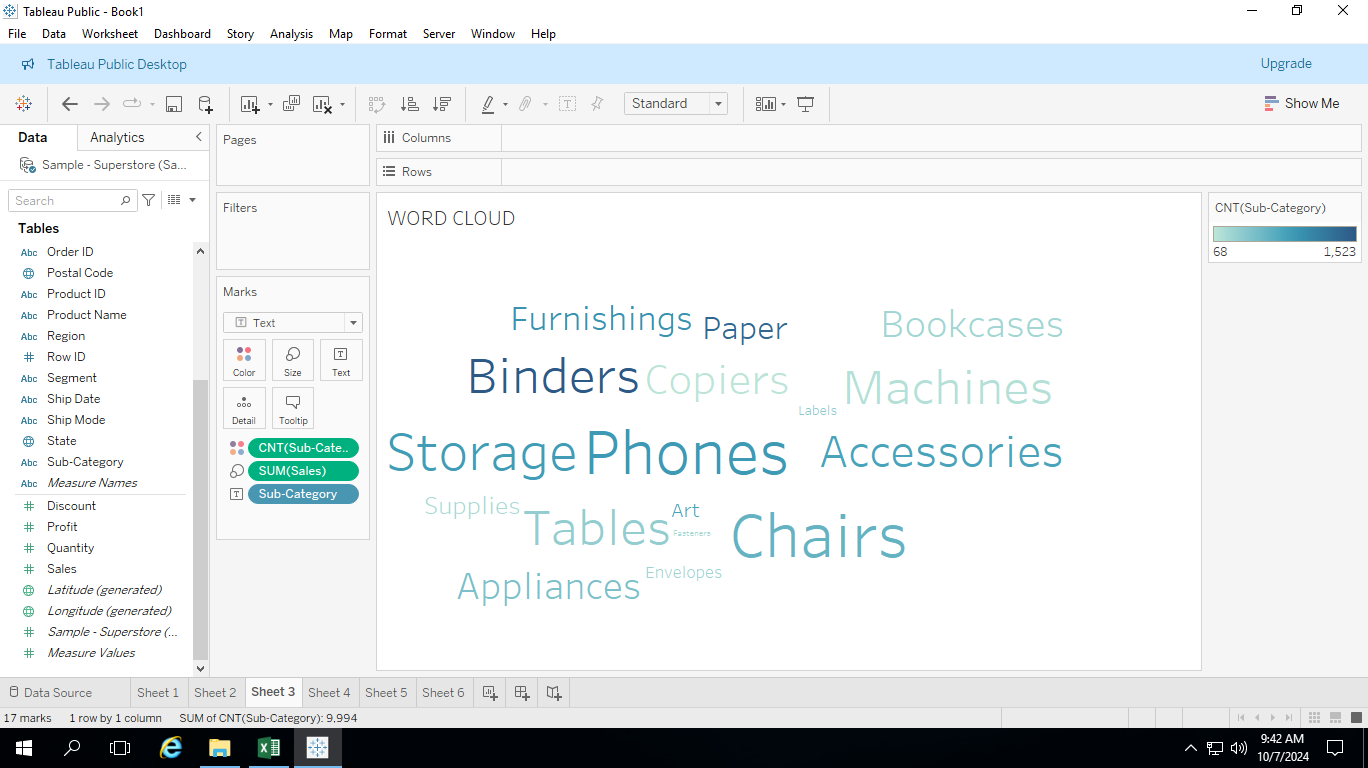 Tableau Public - Book1
File Data Worksheet Dashboard Story Analysis Map Format Server Window Help
Tableau Public Desktop Upgrade
Standard Show Me
Data Analytics
Sample - Superstore (Sa...
Search
Tables
Abc Order ID
Postal Code
Abc Product ID
Abc Product Name
Abc Region
Row ID
Abc Segment
Abc Ship Date
Abc Ship Mode
State
Abc Sub-Category
Abc Measure Names
Discount
Profit
Quantity
Sales
Latitude (generated)
Longitude (generated)
Sample - Superstore (...
Measure Values
Pages
Filters
Marks
T Text
Color Size Text
Detail Tooltip
CNT(Sub-Cate..
SUM(Sales)
Sub-Category
Columns
Rows
WORD CLOUD
Furnishings Paper Bookcases
Binders Copiers Machines
Labels
Storage Phones Accessories
Supplies Tables Art
Fasteners
Chairs
Appliances Envelopes
CNT(Sub-Category)
68 1,523
Data Source Sheet 1 Sheet 2 Sheet 3 Sheet 4 Sheet 5 Sheet 6
17 marks 1 row by 1 column SUM of CNT(Sub-Category): 9,994
9:42 AM
10/7/2024